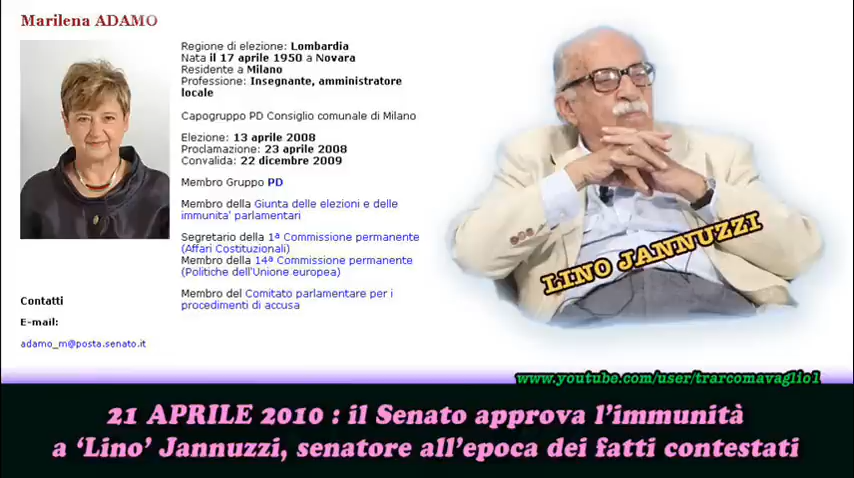 Marilena ADAMO
Regione di elezione: Lombardia
Nata il 17 aprile 1950 a Novara
Residente a Milano
Professione: Insegnante, amministratore
locale
Capogruppo PD Consiglio comunale di Milano
Elezione: 13 aprile 2008
Proclamazione: 23 aprile 2008
Convalida: 22 dicembre 2009
Membro Gruppo PD
Membro della Giunta delle elezioni e delle
immunita' parlamentari
Segretario della 1ª Commissione permanente
(Affari Costituzionali)
Membro della 14ª Commissione permanente
(Politiche dell'Unione europea)
Membro del Comitato parlamentare per i
procedimenti di accusa
Contatti
E-mail:
adamo_m@posta.senato.it
LINO JANNUZZI
www.youtube.com/user/trarcomavaglio1
21 APRILE 2010 : il Senato approva l'immunità
a 'Lino' Jannuzzi, senatore all'epoca dei fatti contestati